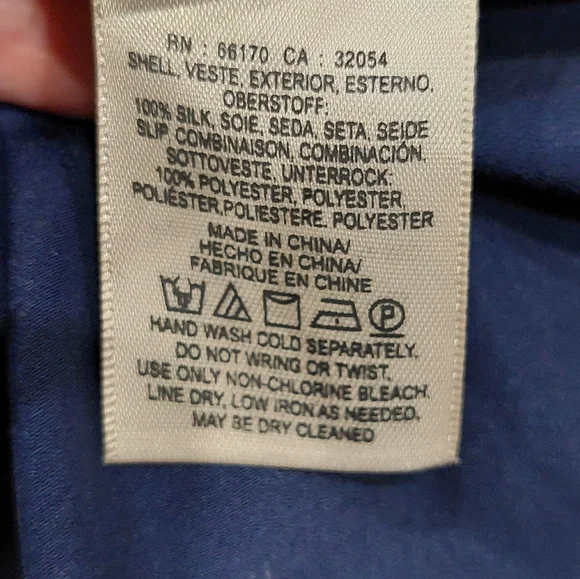 RN : 66170 CA : 32054
SHELL, VESTE, EXTERIOR, ESTERNO,
OBERSTOFF:
100% SILK, SOIE, SEDA, SETA, SEIDE
SLIP, COMBINAISON, COMBINACIÓN,
SOTTOVESTE, UNTERROCK:
100% POLYESTER, POLYESTER,
POLIÉSTER,POLIESTERE, POLYESTER
MADE IN CHINA/
HECHO EN CHINA/
FABRIQUE EN CHINE
P
HAND WASH COLD SEPARATELY.
DO NOT WRING OR TWIST.
USE ONLY NON-CHLORINE BLEACH.
LINE DRY, LOW IRON AS NEEDED.
MAY BE DRY CLEANED